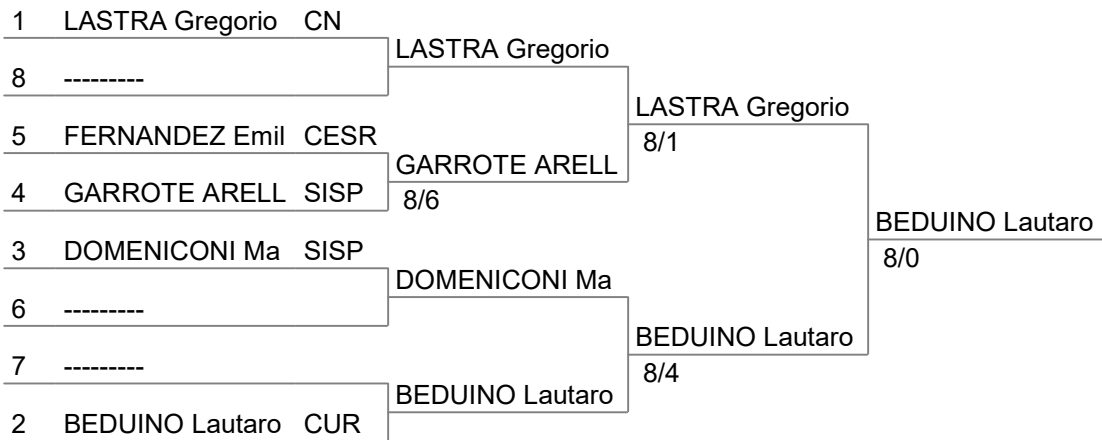 1 LASTRA Gregorio CN
LASTRA Gregorio
8 ---------
LASTRA Gregorio
8/1
5 FERNANDEZ Emil CESR
GARROTE ARELL
8/6
4 GARROTE ARELL SISP
BEDUINO Lautaro
8/0
3 DOMENICONI Ma SISP
DOMENICONI Ma
6 ---------
BEDUINO Lautaro
8/4
7 ---------
BEDUINO Lautaro
2 BEDUINO Lautaro CUR